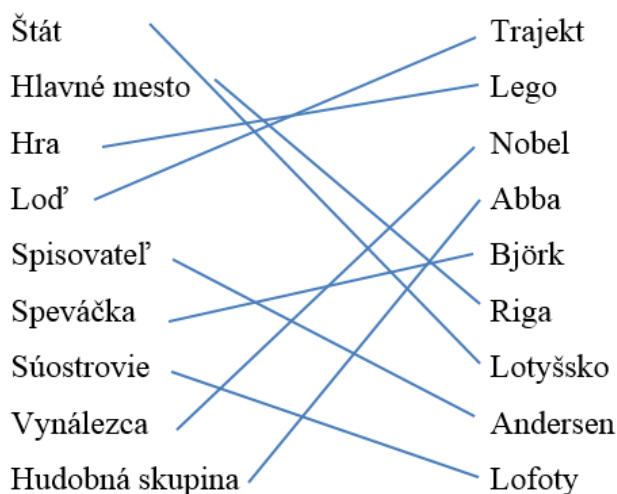 Štát
Hlavné mesto
Hra
Loď
Spisovateľ
Speváčka
Súostrovie
Vynálezca
Hudobná skupina
Trajekt
Lego
Nobel
Abba
Björk
Riga
Lotyšsko
Andersen
Lofoty